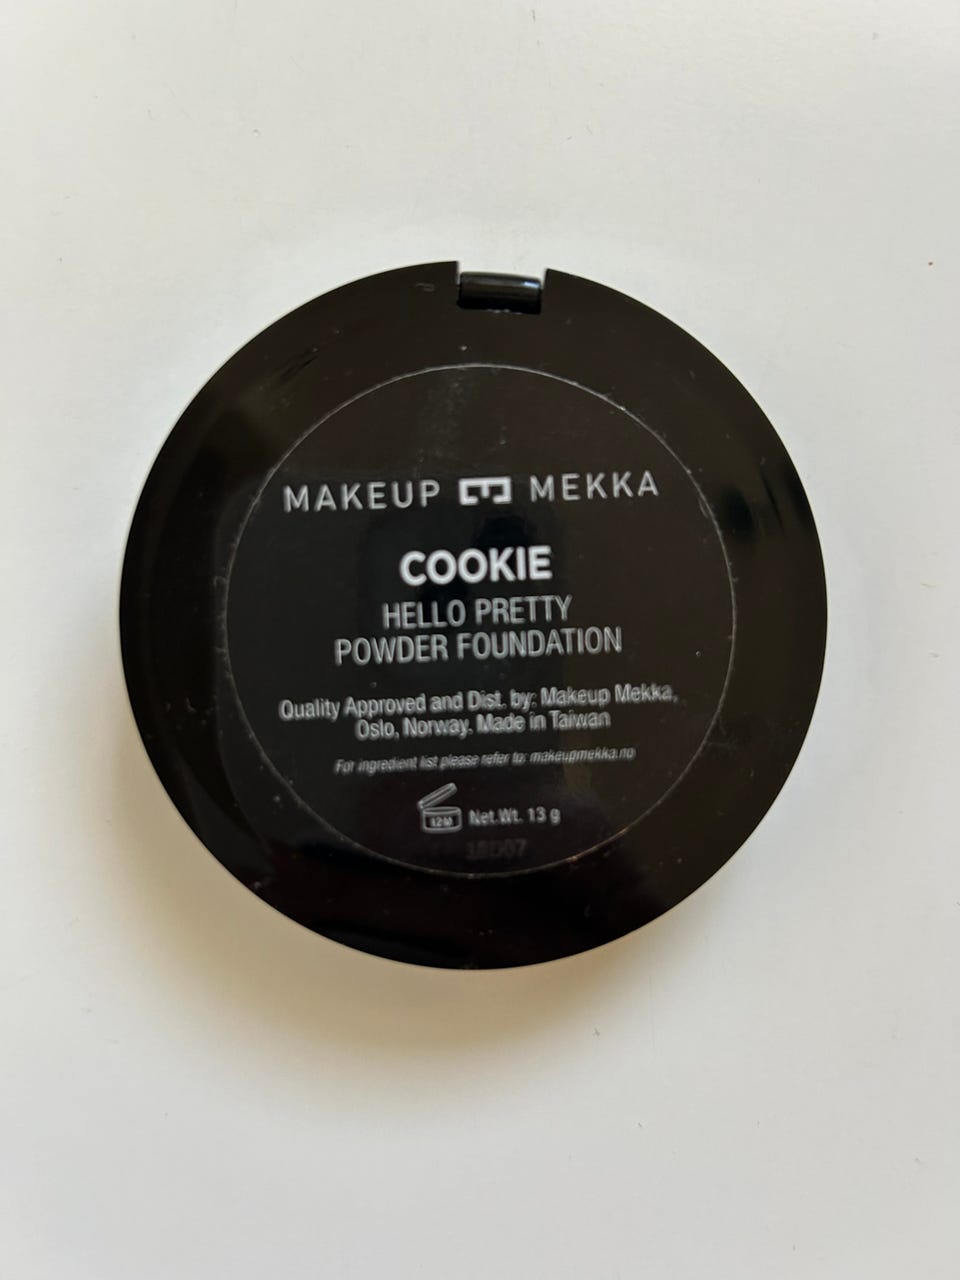 MAKEUP MEKKA
COOKIE
HELLO PRETTY
POWDER FOUNDATION
Quality Approved and Dist. by: Makeup Mekka,
Oslo, Norway. Made in Taiwan
For ingredient list please refer to: makeupmekka.no
12M Net.Wt. 13 g